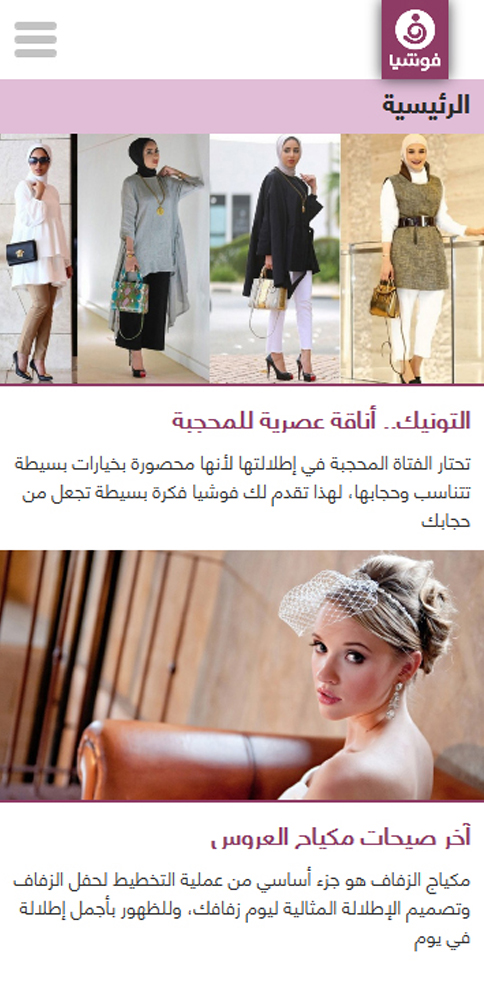 فوشيا
الرئيسية
التونيك.. أناقة عصرية للمحجبة
تحتار الفتاة المحجبة في إطلالتها لأنها محصورة بخيارات بسيطة
تتناسب وحجابها، لهذا تقدم لك فوشيا فكرة بسيطة تجعل من
حجابك
آخر صيحات مكياج العروس
مكياج الزفاف هو جزء أساسي من عملية التخطيط لحفل الزفاف
وتصميم الإطلالة المثالية ليوم زفافك، وللظهور بأجمل إطلالة
في يوم